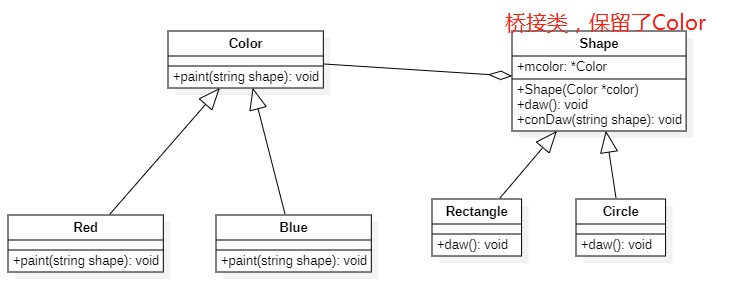 桥接类，保留了Color
Color
+paint(string shape): void
Shape
+mcolor: *Color
+Shape(Color *color)
+daw(): void
+conDaw(string shape): void
Red
+paint(string shape): void
Blue
+paint(string shape): void
Rectangle
+daw(): void
Circle
+daw(): void